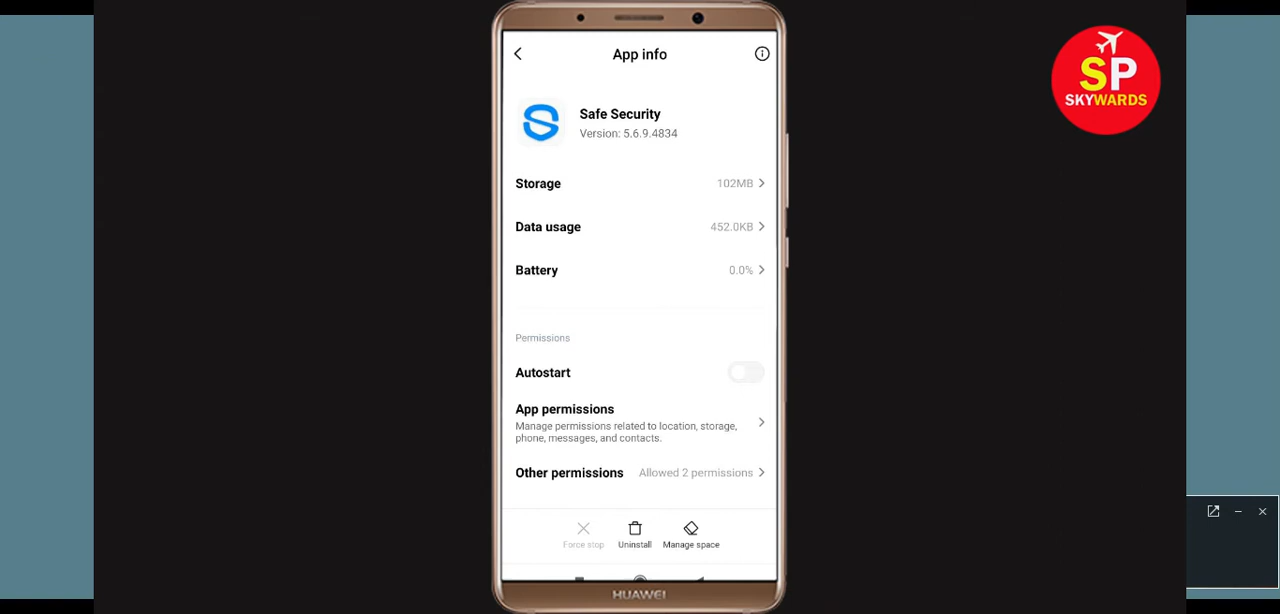 App info
SP
SKYWARDS
Safe Security
Version: 5.6.9.4834
Storage 102MB
Data usage 452.0KB
Battery 0.0%
Permissions
Autostart
App permissions
Manage permissions related to location, storage,
phone, messages, and contacts.
Other permissions Allowed 2 permissions
Force stop Uninstall Manage space
HUAWEI